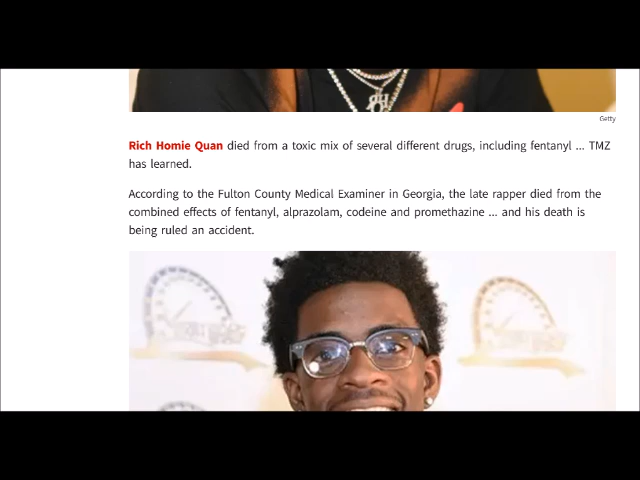 Getty
Rich Homie Quan died from a toxic mix of several different drugs, including fentanyl ... TMZ
has learned.
According to the Fulton County Medical Examiner in Georgia, the late rapper died from the
combined effects of fentanyl, alprazolam, codeine and promethazine ... and his death is
being ruled an accident.